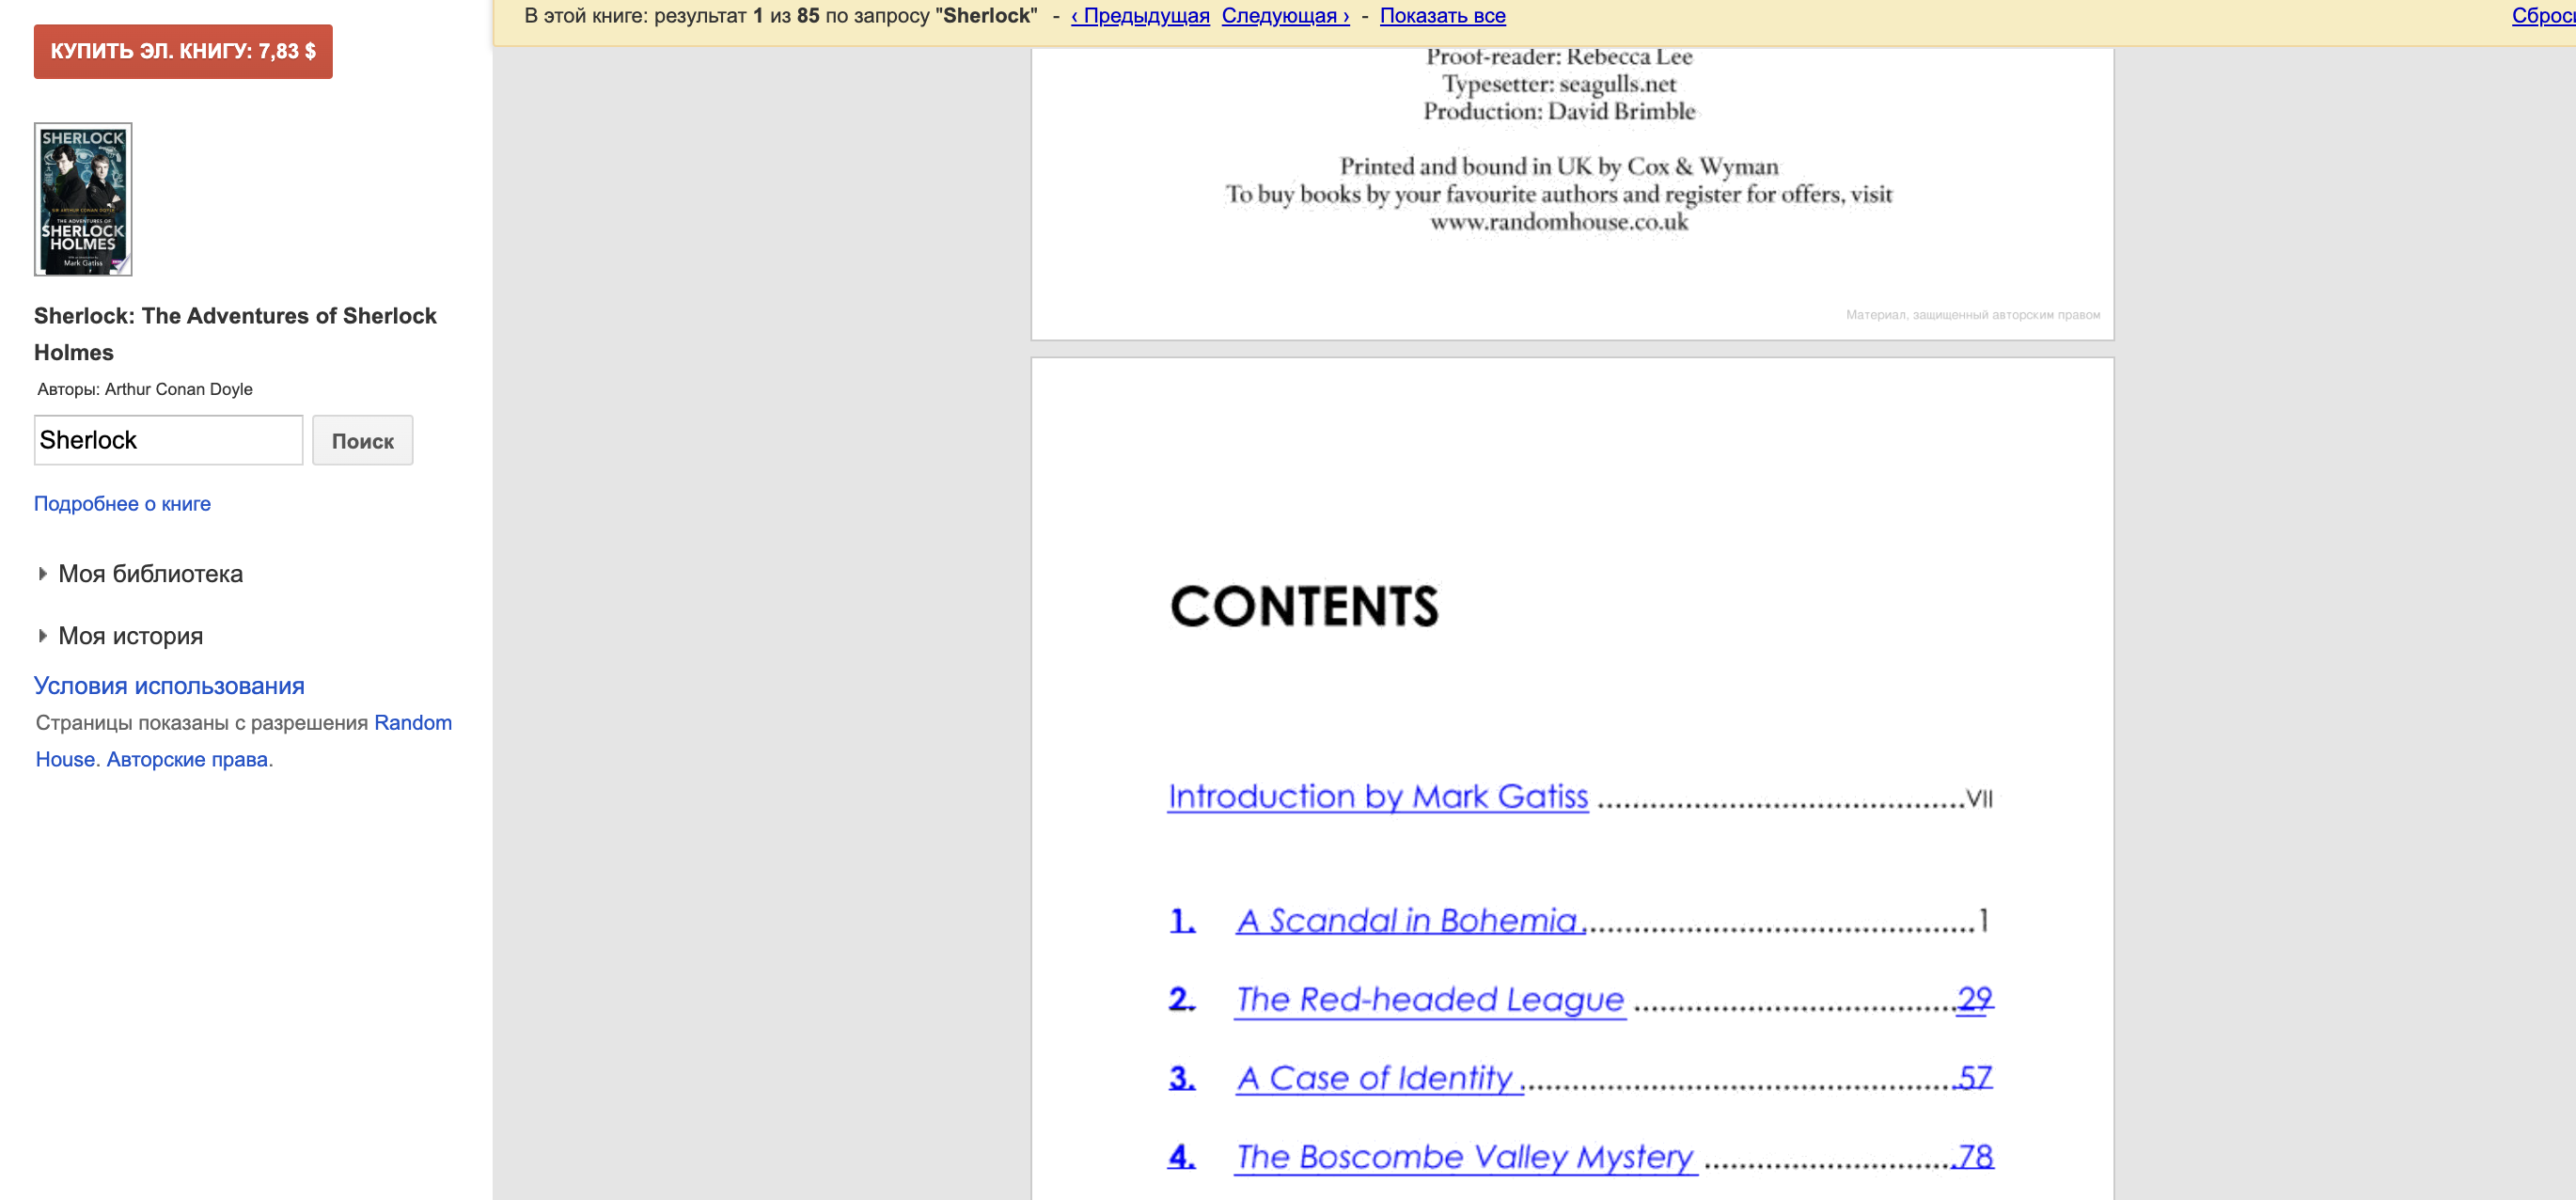 В этой книге: результат 1 из 85 по запросу "Sherlock" - ‹ Предыдущая Следующая › - Показать все
КУПИТЬ ЭЛ. КНИГУ: 7,83 $
SHERLOCK
SIR ARTHUR CONAN DOYLE
THE ADVENTURES OF
SHERLOCK
HOLMES
Mark Gatiss
Sherlock: The Adventures of Sherlock
Holmes
Авторы: Arthur Conan Doyle
Sherlock
Поиск
Подробнее о книге
Моя библиотека
Моя история
Условия использования
Страницы показаны с разрешения Random
House. Авторские права.
Proof-reader: Rebecca Lee
Typesetter: seagulls.net
Production: David Brimble
Printed and bound in UK by Cox & Wyman
To buy books by your favourite authors and register for offers, visit
www.randomhouse.co.uk
Материал, защищенный авторским правом
CONTENTS
Introduction by Mark Gatiss ..........................................VII
1. A Scandal in Bohemia.............................................1
2. The Red-headed League .....................................29
3. A Case of Identity .................................................57
4. The Boscombe Valley Mystery .............................78